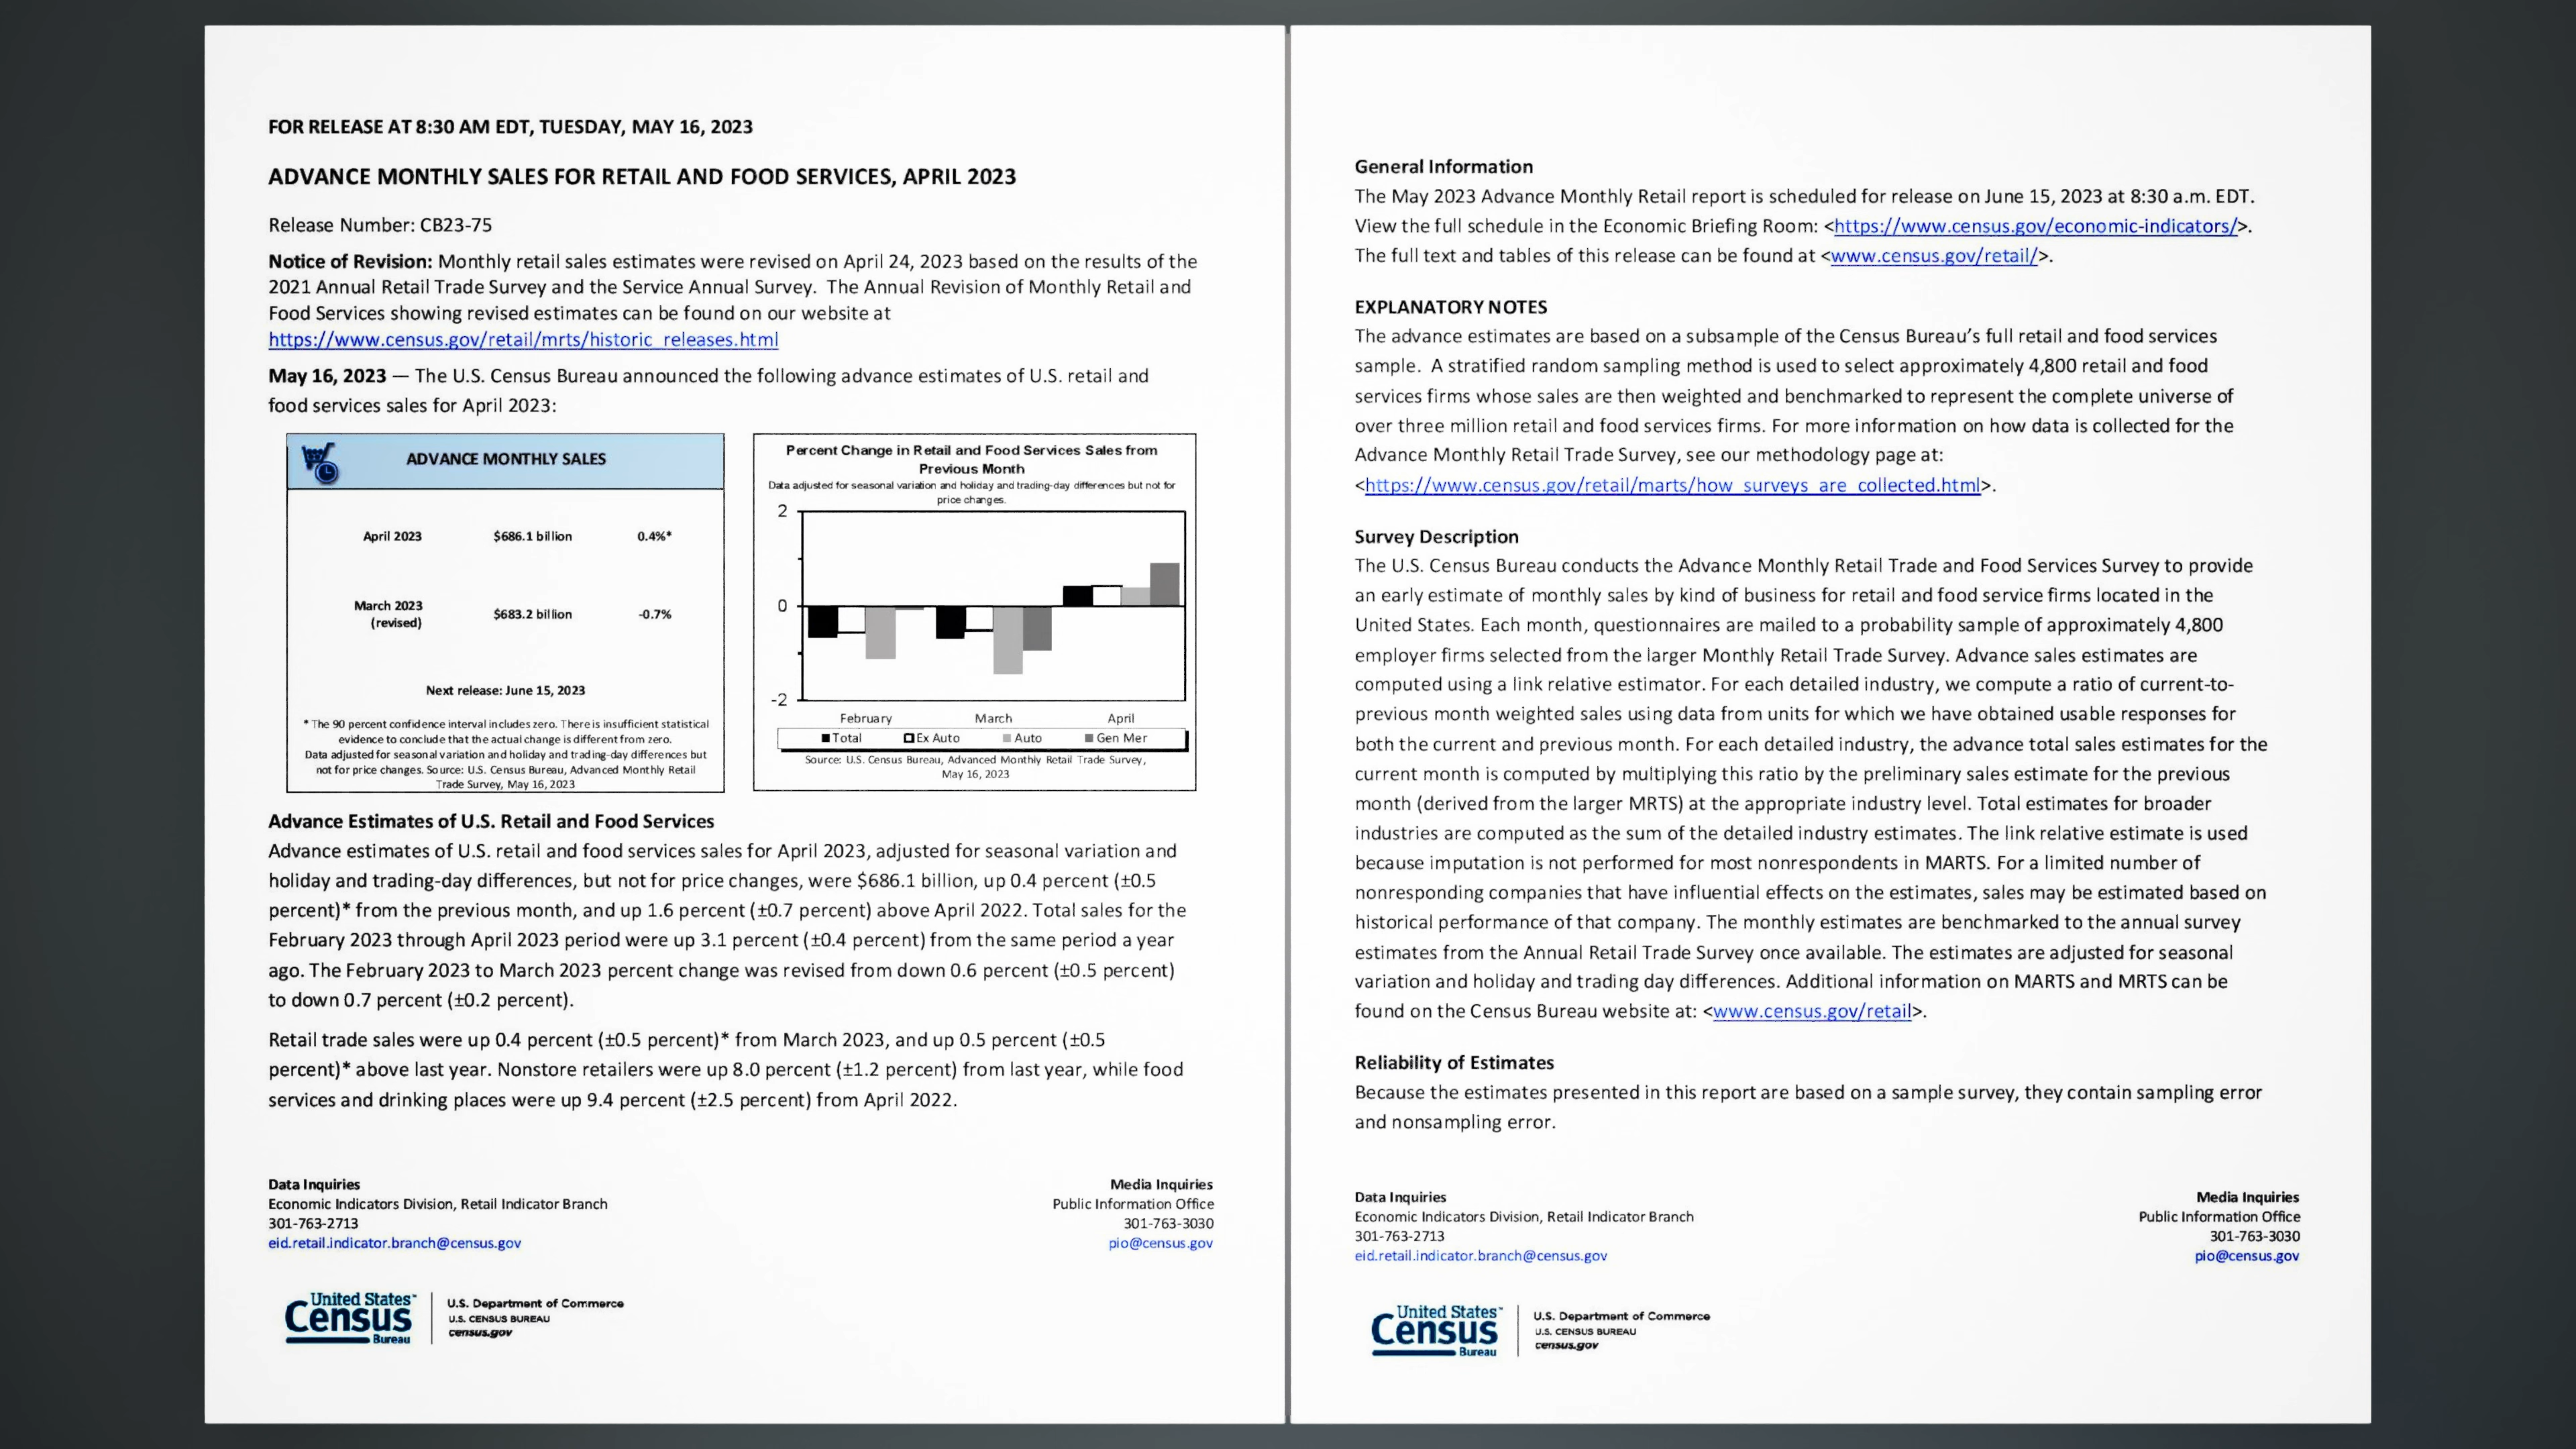 FOR RELEASE AT 8:30 AM EDT, TUESDAY, MAY 16, 2023
ADVANCE MONTHLY SALES FOR RETAIL AND FOOD SERVICES, APRIL 2023
Release Number: CB23-75
Notice of Revision: Monthly retail sales estimates were revised on April 24, 2023 based on the results of the
2021 Annual Retail Trade Survey and the Service Annual Survey. The Annual Revision of Monthly Retail and
Food Services showing revised estimates can be found on our website at
https://www.census.gov/retail/mrts/historic_releases.html
May 16, 2023 — The U.S. Census Bureau announced the following advance estimates of U.S. retail and
food services sales for April 2023:
ADVANCE MONTHLY SALES
April 2023 $686.1 billion 0.4%*
March 2023
(revised) $683.2 billion -0.7%
Next release: June 15, 2023
* The 90 percent confidence interval includes zero. There is insufficient statistical
evidence to conclude that the actual change is different from zero.
Data adjusted for seasonal variation and holiday and trading-day differences but
not for price changes. Source: U.S. Census Bureau, Advanced Monthly Retail
Trade Survey, May 16, 2023
Percent Change in Retail and Food Services Sales from
Previous Month
Data adjusted for seasonal variation and holiday and trading-day differences but not for
price changes.
2
0
-2
February March April
Total Ex Auto Auto Gen Mer
Source: U.S. Census Bureau, Advanced Monthly Retail Trade Survey,
May 16, 2023
Advance Estimates of U.S. Retail and Food Services
Advance estimates of U.S. retail and food services sales for April 2023, adjusted for seasonal variation and
holiday and trading-day differences, but not for price changes, were $686.1 billion, up 0.4 percent (±0.5
percent)* from the previous month, and up 1.6 percent (±0.7 percent) above April 2022. Total sales for the
February 2023 through April 2023 period were up 3.1 percent (±0.4 percent) from the same period a year
ago. The February 2023 to March 2023 percent change was revised from down 0.6 percent (±0.5 percent)
to down 0.7 percent (±0.2 percent).
Retail trade sales were up 0.4 percent (±0.5 percent)* from March 2023, and up 0.5 percent (±0.5
percent)* above last year. Nonstore retailers were up 8.0 percent (±1.2 percent) from last year, while food
services and drinking places were up 9.4 percent (±2.5 percent) from April 2022.
Data Inquiries
Economic Indicators Division, Retail Indicator Branch
301-763-2713
eid.retail.indicator.branch@census.gov
Media Inquiries
Public Information Office
301-763-3030
pio@census.gov
United States™
Census
Bureau
U.S. Department of Commerce
U.S. CENSUS BUREAU
census.gov
General Information
The May 2023 Advance Monthly Retail report is scheduled for release on June 15, 2023 at 8:30 a.m. EDT.
View the full schedule in the Economic Briefing Room: <https://www.census.gov/economic-indicators/>.
The full text and tables of this release can be found at <www.census.gov/retail/>.
EXPLANATORY NOTES
The advance estimates are based on a subsample of the Census Bureau’s full retail and food services
sample. A stratified random sampling method is used to select approximately 4,800 retail and food
services firms whose sales are then weighted and benchmarked to represent the complete universe of
over three million retail and food services firms. For more information on how data is collected for the
Advance Monthly Retail Trade Survey, see our methodology page at:
<https://www.census.gov/retail/marts/how_surveys_are_collected.html>.
Survey Description
The U.S. Census Bureau conducts the Advance Monthly Retail Trade and Food Services Survey to provide
an early estimate of monthly sales by kind of business for retail and food service firms located in the
United States. Each month, questionnaires are mailed to a probability sample of approximately 4,800
employer firms selected from the larger Monthly Retail Trade Survey. Advance sales estimates are
computed using a link relative estimator. For each detailed industry, we compute a ratio of current-to-
previous month weighted sales using data from units for which we have obtained usable responses for
both the current and previous month. For each detailed industry, the advance total sales estimates for the
current month is computed by multiplying this ratio by the preliminary sales estimate for the previous
month (derived from the larger MRTS) at the appropriate industry level. Total estimates for broader
industries are computed as the sum of the detailed industry estimates. The link relative estimate is used
because imputation is not performed for most nonrespondents in MARTS. For a limited number of
nonresponding companies that have influential effects on the estimates, sales may be estimated based on
historical performance of that company. The monthly estimates are benchmarked to the annual survey
estimates from the Annual Retail Trade Survey once available. The estimates are adjusted for seasonal
variation and holiday and trading day differences. Additional information on MARTS and MRTS can be
found on the Census Bureau website at: <www.census.gov/retail>.
Reliability of Estimates
Because the estimates presented in this report are based on a sample survey, they contain sampling error
and nonsampling error.
Data Inquiries
Economic Indicators Division, Retail Indicator Branch
301-763-2713
eid.retail.indicator.branch@census.gov
Media Inquiries
Public Information Office
301-763-3030
pio@census.gov
United States™
Census
Bureau
U.S. Department of Commerce
U.S. CENSUS BUREAU
census.gov